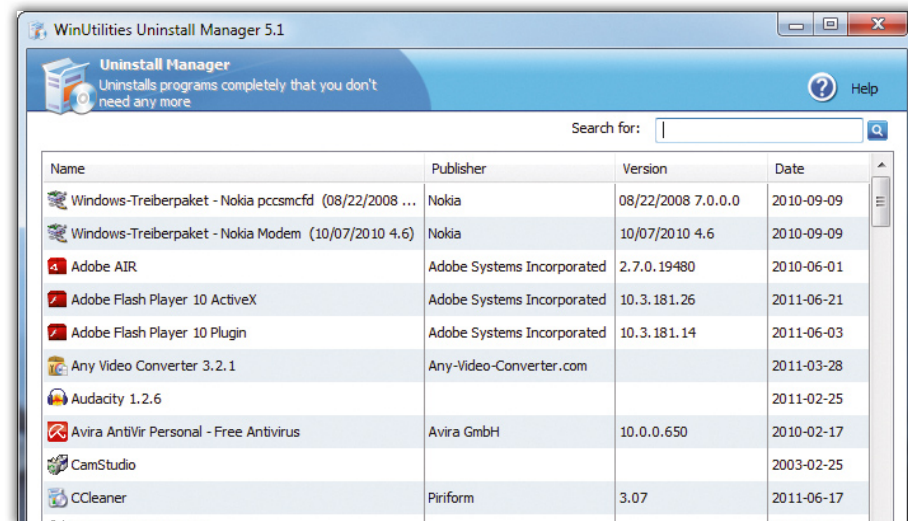 WinUtilities Uninstall Manager 5.1
Uninstall Manager
Uninstalls programs completely that you don't
need any more
Help
Search for:
Name Publisher Version Date
Windows-Treiberpaket - Nokia pccsmcfd (08/22/2008 ... Nokia 08/22/2008 7.0.0.0 2010-09-09
Windows-Treiberpaket - Nokia Modem (10/07/2010 4.6) Nokia 10/07/2010 4.6 2010-09-09
Adobe AIR Adobe Systems Incorporated 2.7.0.19480 2010-06-01
Adobe Flash Player 10 ActiveX Adobe Systems Incorporated 10.3.181.26 2011-06-21
Adobe Flash Player 10 Plugin Adobe Systems Incorporated 10.3.181.14 2011-06-03
Any Video Converter 3.2.1 Any-Video-Converter.com 2011-03-28
Audacity 1.2.6 2011-02-25
Avira AntiVir Personal - Free Antivirus Avira GmbH 10.0.0.650 2010-02-17
CamStudio 2003-02-25
CCleaner Piriform 3.07 2011-06-17